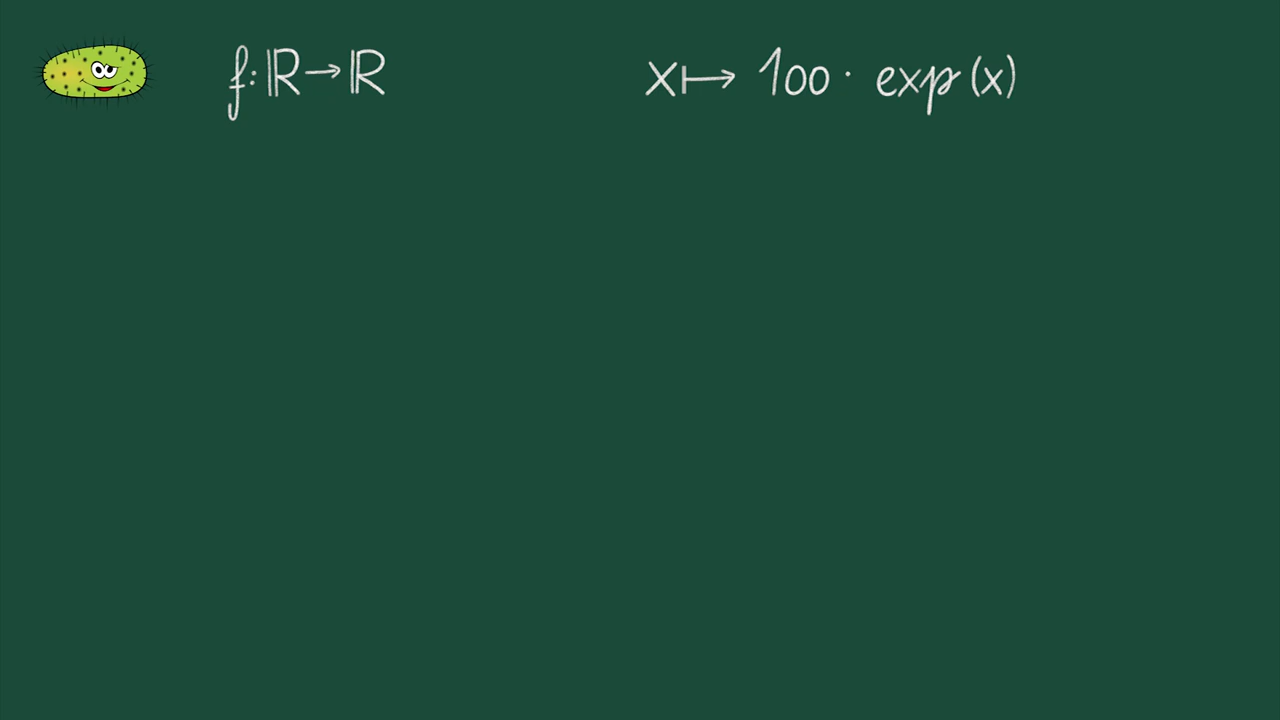 f: ℝ → ℝ x ↦ 100 · exp(x)